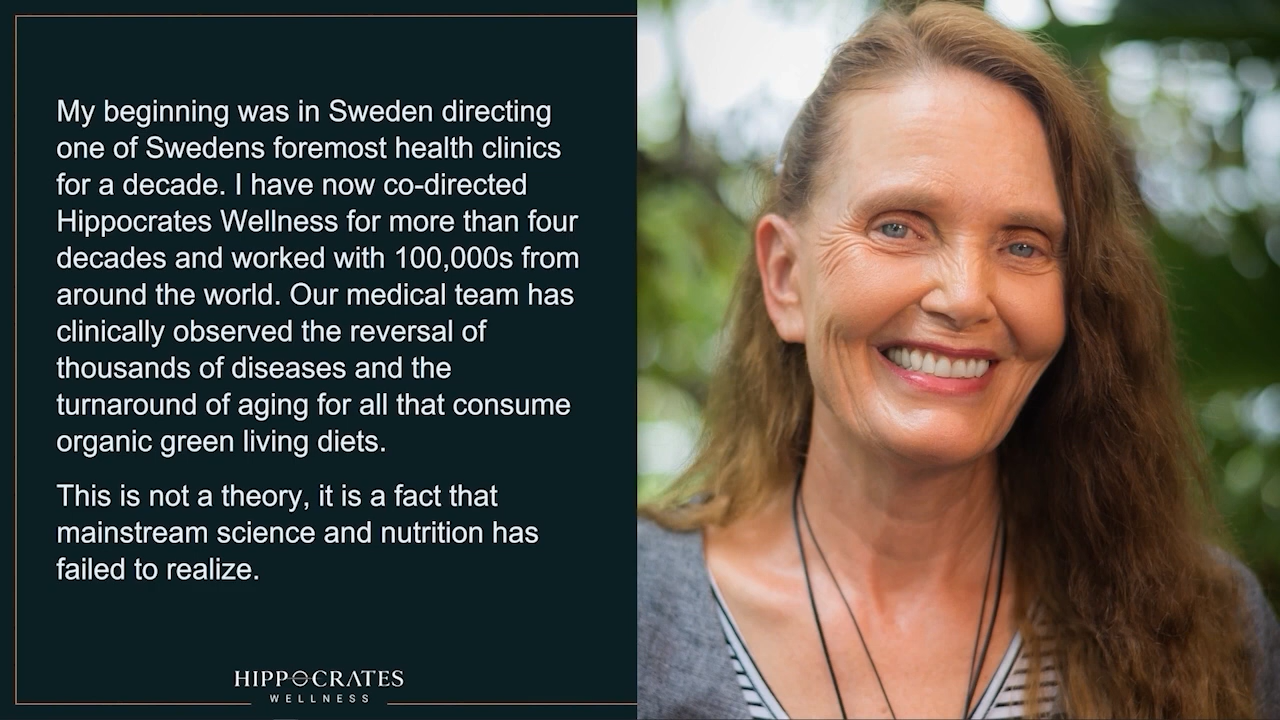 My beginning was in Sweden directing
one of Swedens foremost health clinics
for a decade. I have now co-directed
Hippocrates Wellness for more than four
decades and worked with 100,000s from
around the world. Our medical team has
clinically observed the reversal of
thousands of diseases and the
turnaround of aging for all that consume
organic green living diets.
This is not a theory, it is a fact that
mainstream science and nutrition has
failed to realize.
HIPPOCRATES
WELLNESS